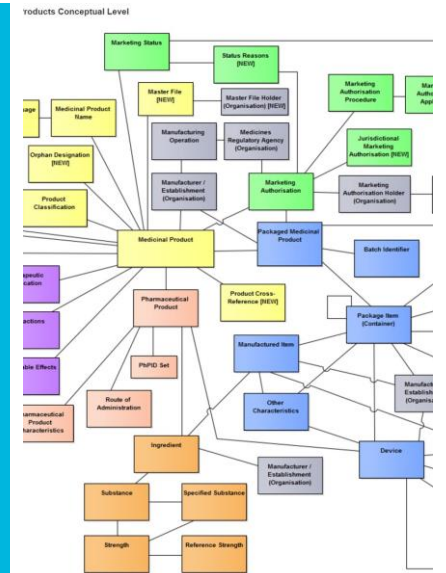 roducts Conceptual Level
Marketing Status
Status Reasons
[NEW]
Master File
[NEW]
Master File Holder
(Organisation) [NEW]
Marketing
Authorisation
Procedure
Medicinal Product
Name
Manufacturing
Operation
Medicines
Regulatory Agency
(Organisation)
Jurisdictional
Marketing
Authorisation [NEW]
Orphan Designation
[NEW]
Manufacturer /
Establishment
(Organisation)
Marketing
Authorisation
Marketing
Authorisation Holder
(Organisation)
Product
Classification
Medicinal Product
Packaged Medicinal
Product
Batch Identifier
Product Cross-
Reference [NEW]
Pharmaceutical
Product
Package Item
(Container)
Manufactured Item
PhPID Set
Route of
Administration
Other
Characteristics
armaceutical
Product
haracteristics
Ingredient
Device
Manufacturer /
Establishment
(Organisation)
Substance
Specified Substance
Strength
Reference Strength